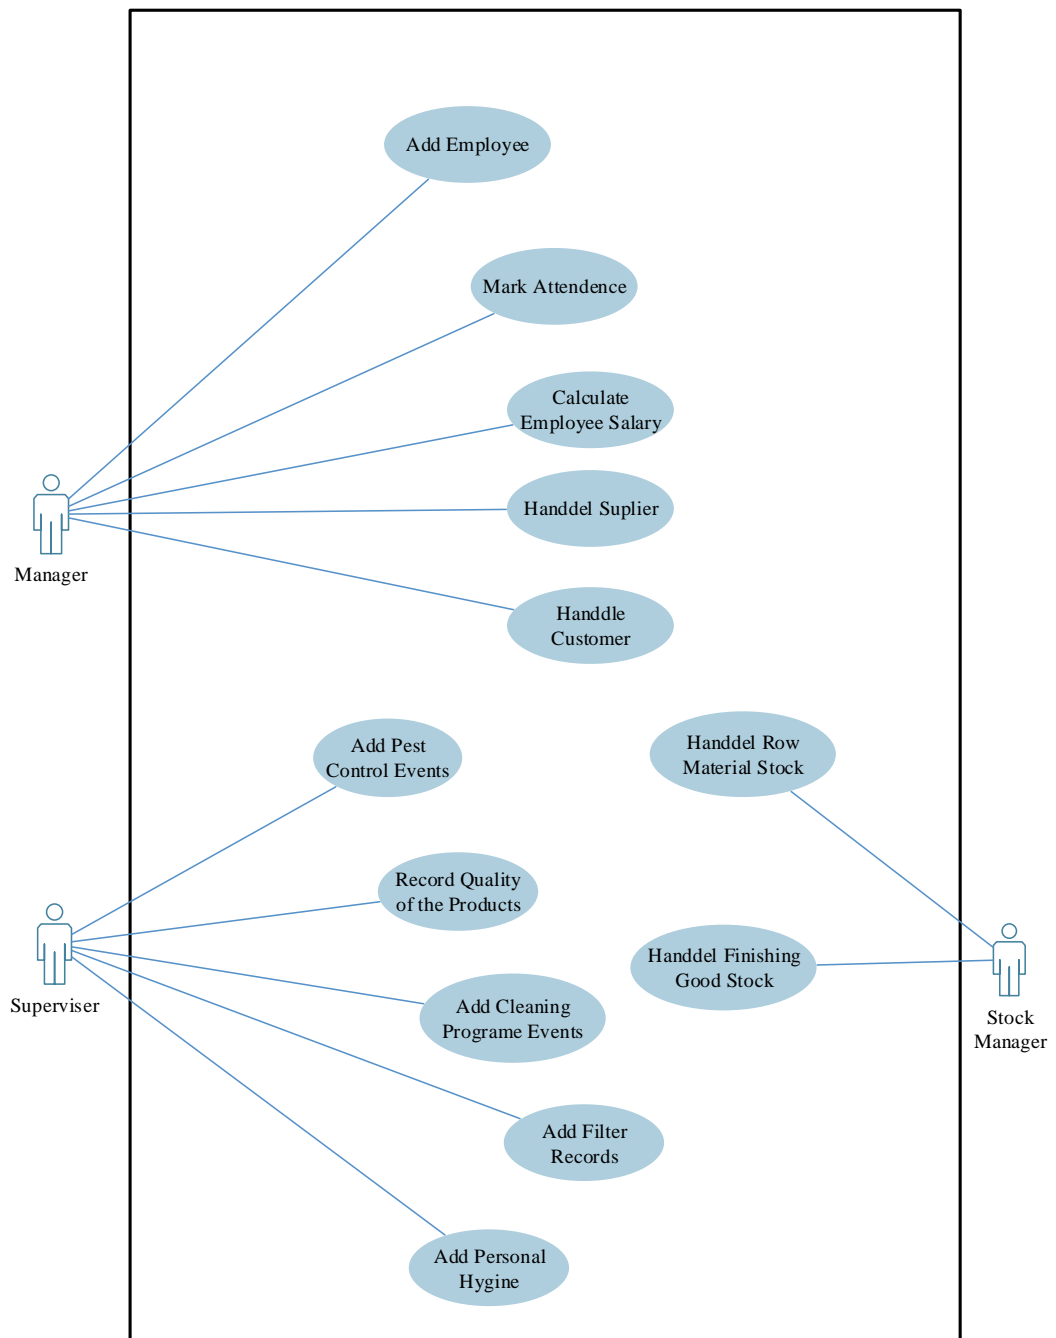 Add Employee
Mark Attendence
Calculate
Employee Salary
Handdel Suplier
Manager
Handdle
Customer
Add Pest
Control Events
Handdel Row
Material Stock
Record Quality
of the Products
Handdel Finishing
Good Stock
Superviser
Add Cleaning
Programe Events
Stock
Manager
Add Filter
Records
Add Personal
Hygine